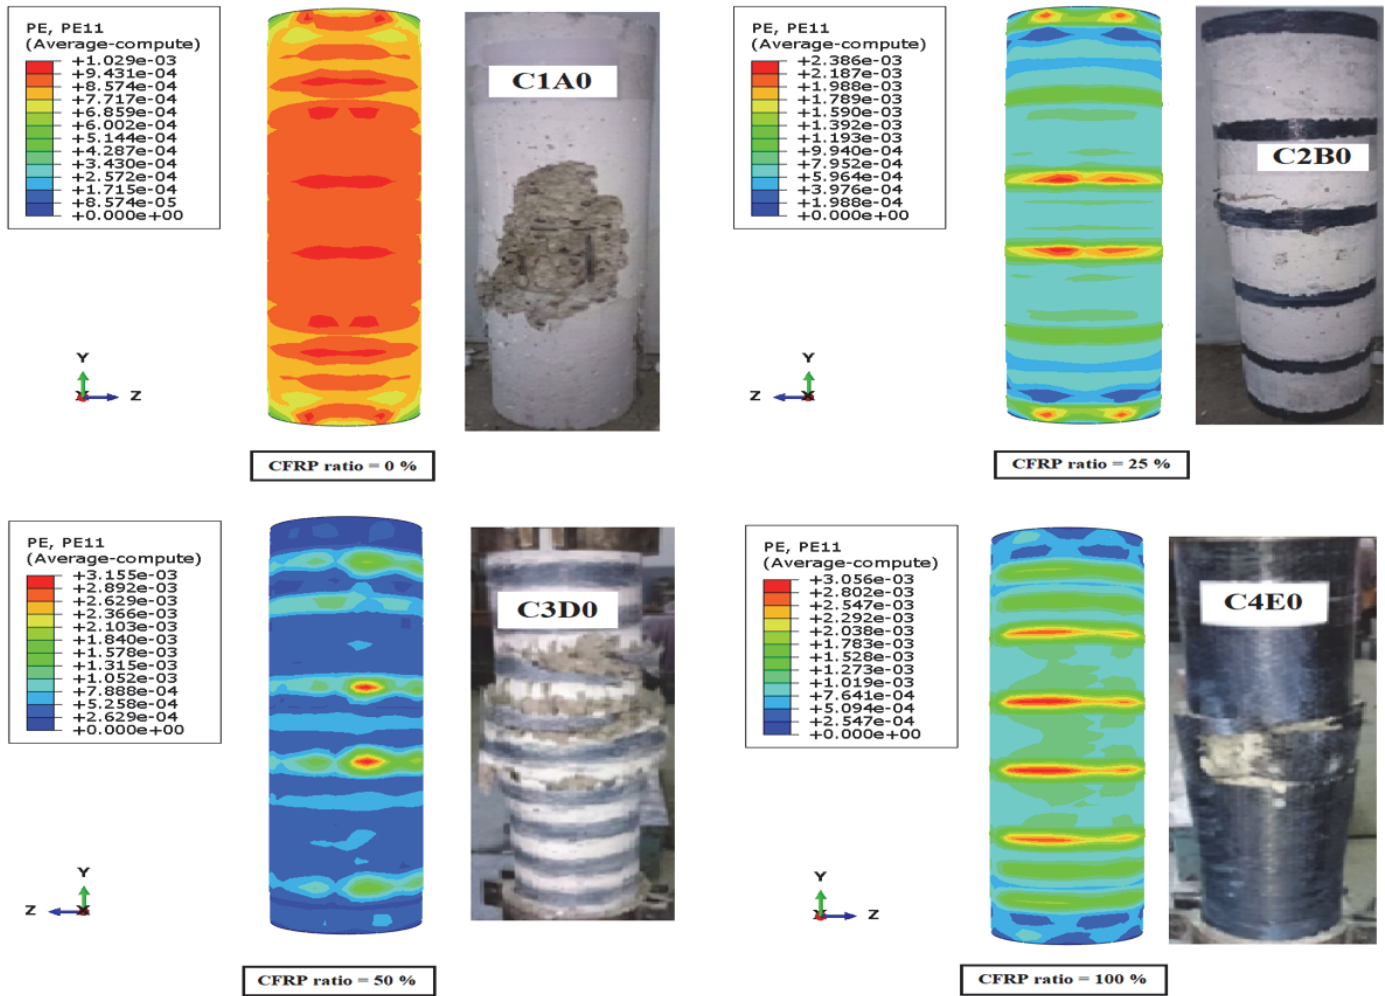 PE, PE11
(Average-compute)
+1.029e-03
+9.431e-04
+8.574e-04
+7.717e-04
+6.859e-04
+6.002e-04
+5.144e-04
+4.287e-04
+3.430e-04
+2.572e-04
+1.715e-04
+8.574e-05
+0.000e+00
Y
Z
X
C1A0
CFRP ratio = 0 %
PE, PE11
(Average-compute)
+2.386e-03
+2.187e-03
+1.988e-03
+1.789e-03
+1.590e-03
+1.392e-03
+1.193e-03
+9.940e-04
+7.952e-04
+5.964e-04
+3.976e-04
+1.988e-04
+0.000e+00
Y
Z
X
C2B0
CFRP ratio = 25 %
PE, PE11
(Average-compute)
+3.155e-03
+2.892e-03
+2.629e-03
+2.366e-03
+2.103e-03
+1.840e-03
+1.578e-03
+1.315e-03
+1.052e-03
+7.888e-04
+5.258e-04
+2.629e-04
+0.000e+00
Y
Z
X
C3D0
CFRP ratio = 50 %
PE, PE11
(Average-compute)
+3.056e-03
+2.802e-03
+2.547e-03
+2.292e-03
+2.038e-03
+1.783e-03
+1.528e-03
+1.273e-03
+1.019e-03
+7.641e-04
+5.094e-04
+2.547e-04
+0.000e+00
Y
Z
X
C4E0
CFRP ratio = 100 %